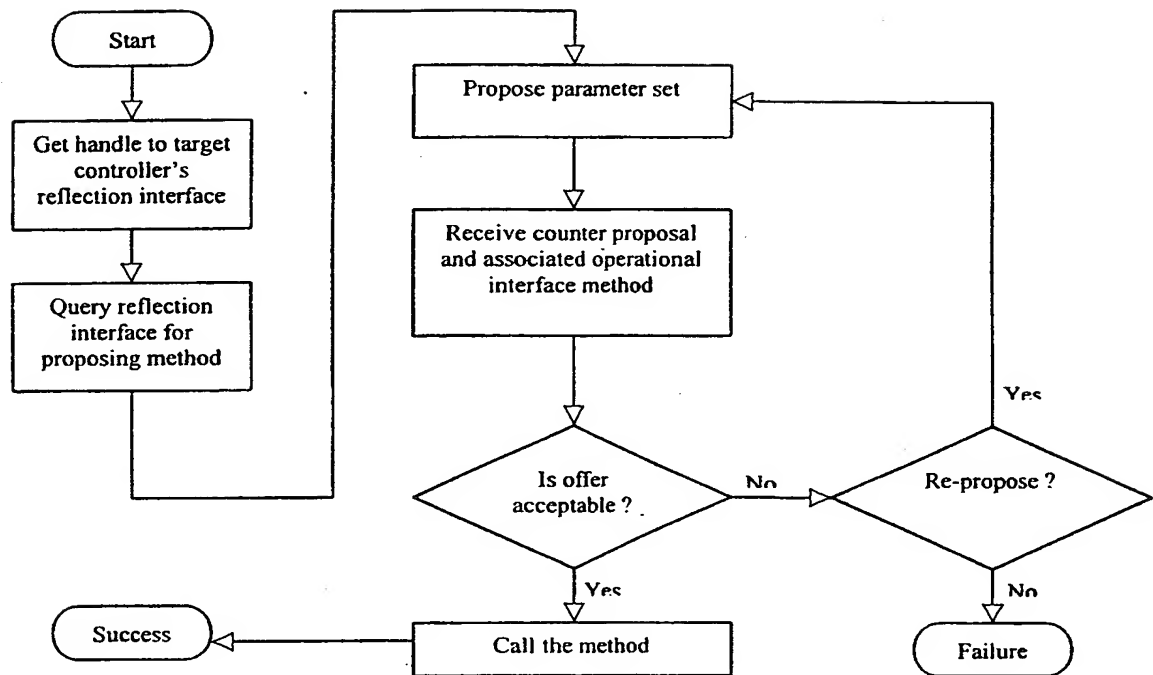 Start
Get handle to target
controller's
reflection interface
Query reflection
interface for
proposing method
Propose parameter set
Receive counter proposal
and associated operational
interface method
Is offer
acceptable ?
No
Re-propose ?
Yes
Yes
No
Call the method
Success
Failure